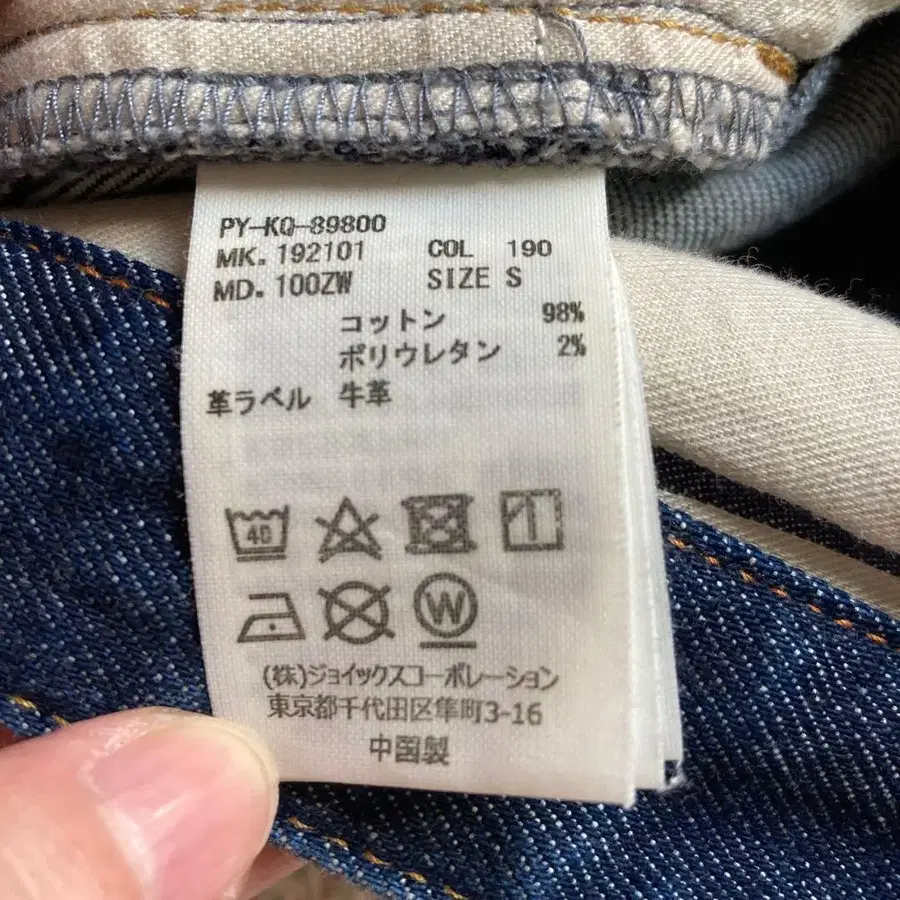 PY-KQ-89800
MK. 192101 COL 190
MD. 100ZW SIZE S
コットン 98%
ポリウレタン 2%
革ラベル 牛革
40
W
(株)ジョイックスコーポレーション
東京都千代田区隼町3-16
中国製